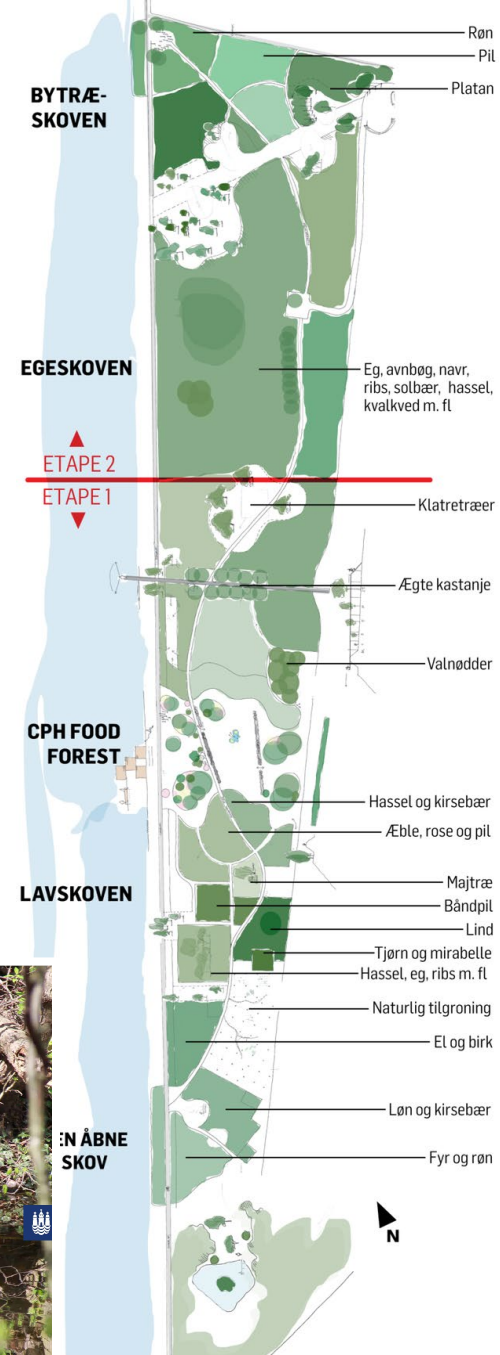 Røn
Pil
Platan
BYTRÆ-
SKOVEN
EGESKOVEN
Eg, avnbøg, navr,
ribs, solbær, hassel,
kvalkved m. fl
ETAPE 2
ETAPE 1
Klatretræer
Ægte kastanje
Valnødder
CPH FOOD
FOREST
Hassel og kirsebær
Æble, rose og pil
Majtræ
LAVSKOVEN
Båndpil
Lind
Tjørn og mirabelle
Hassel, eg, ribs m. fl
Naturlig tilgroning
El og birk
Løn og kirsebær
EN ÅBNE
SKOV
Fyr og røn
N